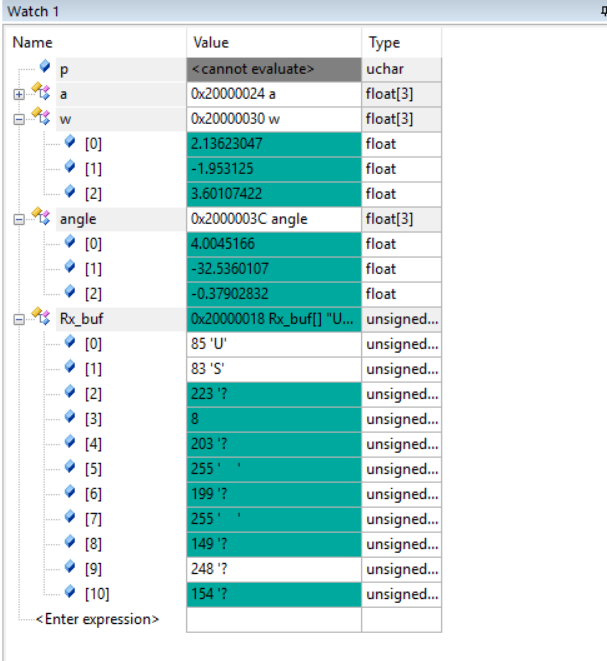 Watch 1
Name Value Type
p <cannot evaluate> uchar
a 0x20000024 a float[3]
w 0x20000030 w float[3]
[0] 2.13623047 float
[1] -1.953125 float
[2] 3.60107422 float
angle 0x2000003C angle float[3]
[0] 4.0045166 float
[1] -32.5360107 float
[2] -0.37902832 float
Rx_buf 0x20000018 Rx_buf[] "U... unsigned...
[0] 85 'U' unsigned...
[1] 83 'S' unsigned...
[2] 223 '? unsigned...
[3] 8 unsigned...
[4] 203 '? unsigned...
[5] 255 ' ' unsigned...
[6] 199 '? unsigned...
[7] 255 ' ' unsigned...
[8] 149 '? unsigned...
[9] 248 '? unsigned...
[10] 154 '? unsigned...
<Enter expression>